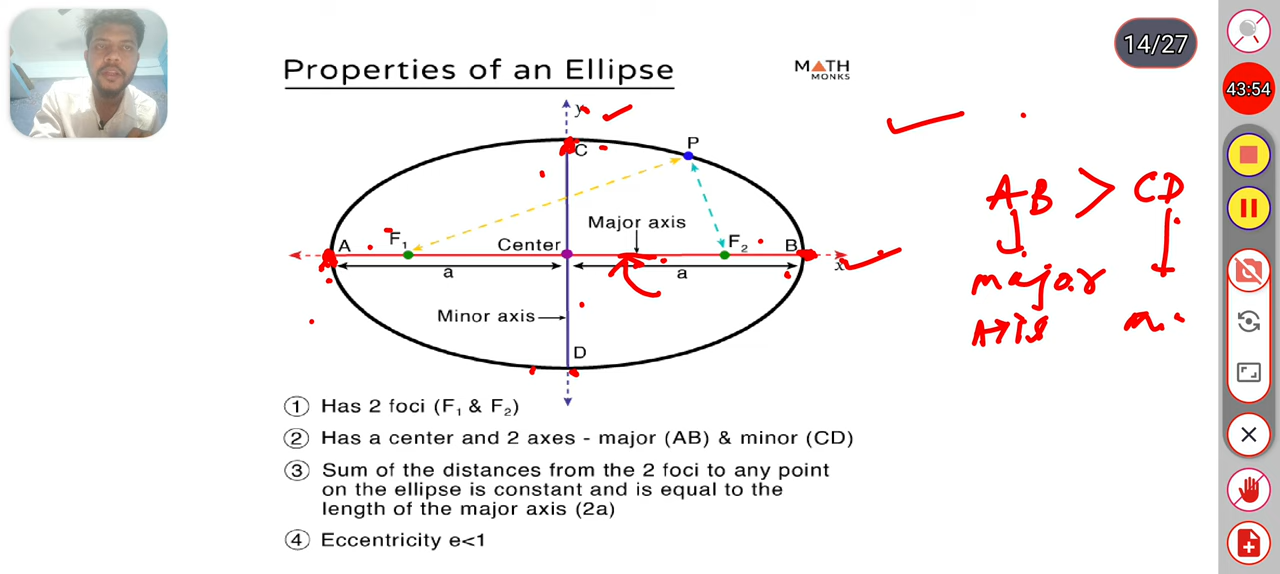 14/27
43:54
Properties of an Ellipse
MATH
MONKS
y
C
P
AB > CD
A
F₁
Center
Major axis
F₂
B
x
a
a
major
Axis
Minor axis
D
① Has 2 foci (F₁ & F₂)
② Has a center and 2 axes - major (AB) & minor (CD)
③ Sum of the distances from the 2 foci to any point
on the ellipse is constant and is equal to the
length of the major axis (2a)
④ Eccentricity e<1